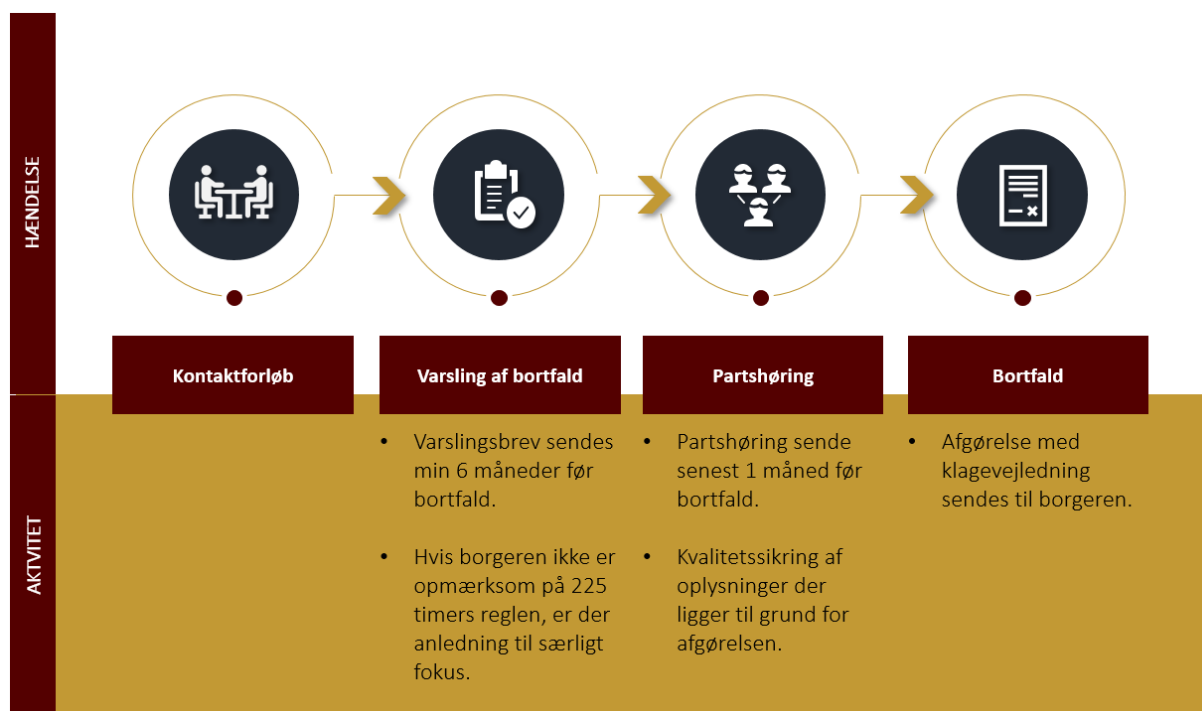 HÆNDELSE
Kontaktforløb
Varsling af bortfald
Partshøring
Bortfald
AKTVITET
• Varslingsbrev sendes
min 6 måneder før
bortfald.
• Hvis borgeren ikke er
opmærksom på 225
timers reglen, er der
anledning til særligt
fokus.
• Partshøring sende
senest 1 måned før
bortfald.
• Kvalitetssikring af
oplysninger der
ligger til grund for
afgørelsen.
• Afgørelse med
klagevejledning
sendes til borgeren.